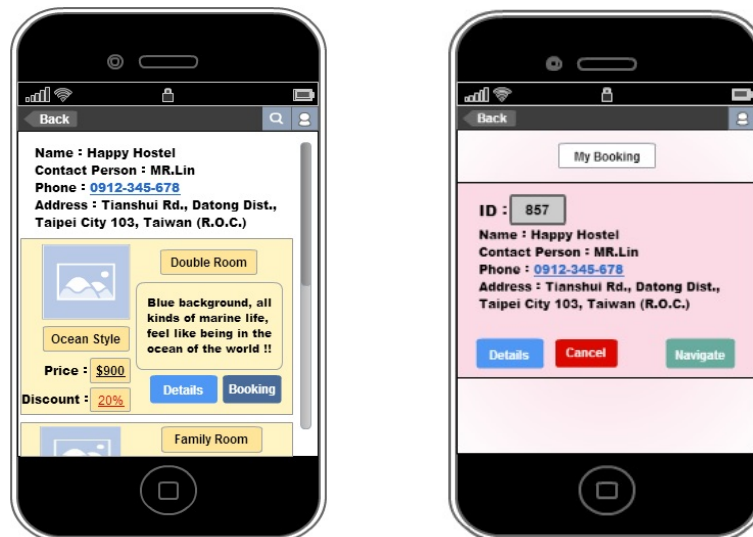 Back
Name：Happy Hostel
Contact Person：MR.Lin
Phone：0912-345-678
Address：Tianshui Rd., Datong Dist.,
Taipei City 103, Taiwan (R.O.C.)
Double Room
Blue background, all
kinds of marine life,
feel like being in the
ocean of the world !!
Ocean Style
Price：$900
Discount：20%
Details Booking
Family Room
Back
My Booking
ID：857
Name：Happy Hostel
Contact Person：MR.Lin
Phone：0912-345-678
Address：Tianshui Rd., Datong Dist.,
Taipei City 103, Taiwan (R.O.C.)
Details Cancel Navigate